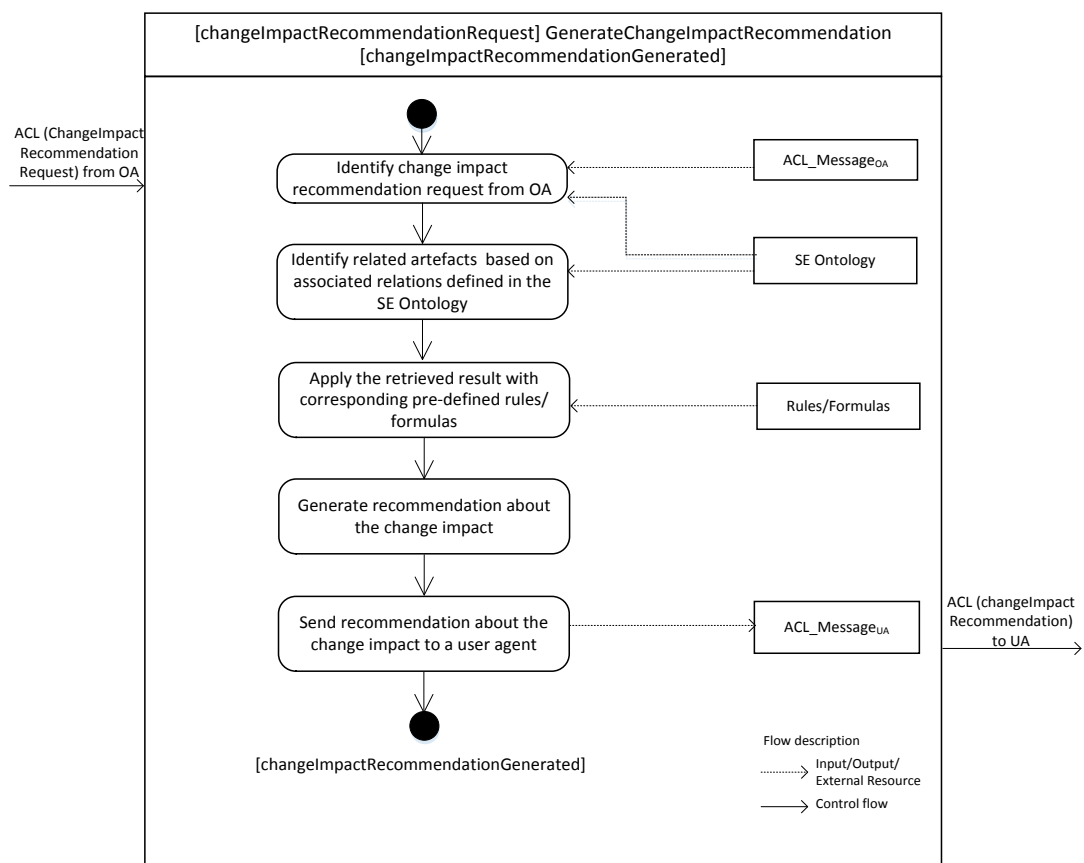 [changeImpactRecommendationRequest] GenerateChangeImpactRecommendation
[changeImpactRecommendationGenerated]
ACL (ChangeImpact
Recommendation
Request) from OA
Identify change impact
recommendation request from OA
ACL_MessageOA
Identify related artefacts based on
associated relations defined in the
SE Ontology
SE Ontology
Apply the retrieved result with
corresponding pre-defined rules/
formulas
Rules/Formulas
Generate recommendation about
the change impact
Send recommendation about the
change impact to a user agent
ACL_MessageUA
ACL (changeImpact
Recommendation)
to UA
[changeImpactRecommendationGenerated]
Flow description
Input/Output/
External Resource
Control flow